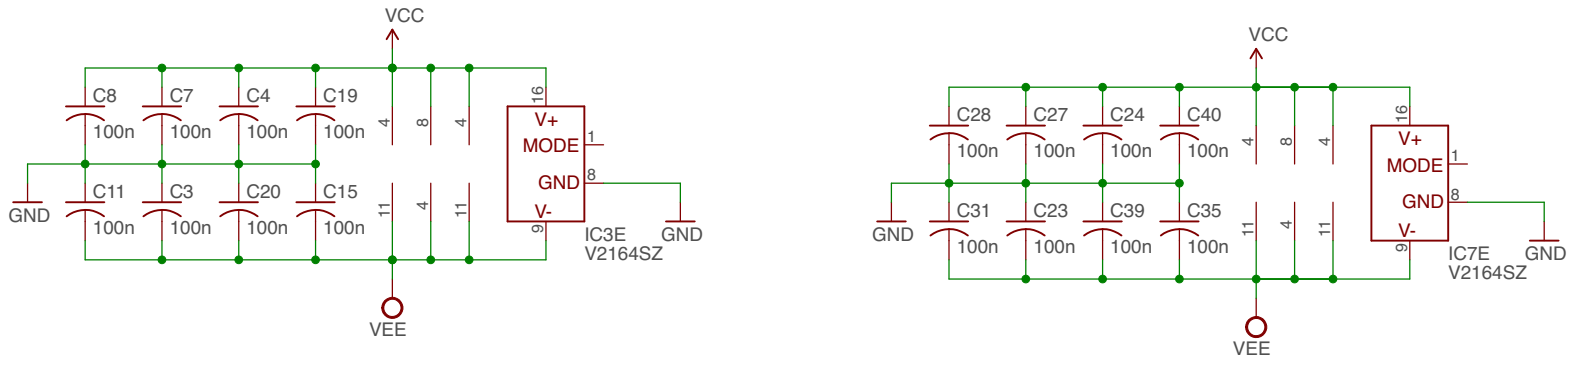 VCC
C8
C7
C4
C19
100n
100n
100n
100n
4
8
4
16
V+
MODE
1
GND
8
V-
9
GND
C11
C3
C20
C15
100n
100n
100n
100n
11
4
11
GND
IC3E
V2164SZ
VEE
VCC
C28
C27
C24
C40
100n
100n
100n
100n
4
8
4
16
V+
MODE
1
GND
8
V-
9
GND
C31
C23
C39
C35
100n
100n
100n
100n
11
4
11
GND
IC7E
V2164SZ
VEE